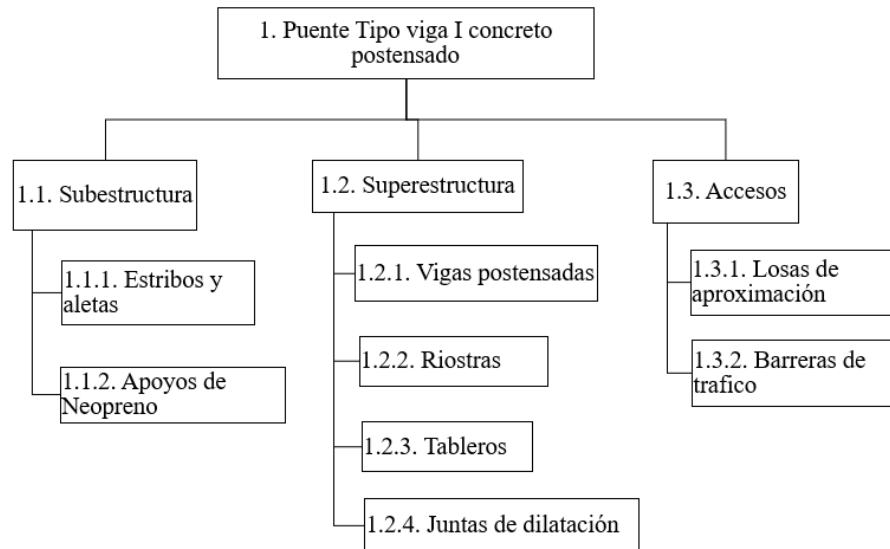 1. Puente Tipo viga I concreto
postensado
1.1. Subestructura
1.2. Superestructura
1.3. Accesos
1.1.1. Estribos y
aletas
1.1.2. Apoyos de
Neopreno
1.2.1. Vigas postensadas
1.2.2. Riostras
1.2.3. Tableros
1.2.4. Juntas de dilatación
1.3.1. Losas de
aproximación
1.3.2. Barreras de
trafico